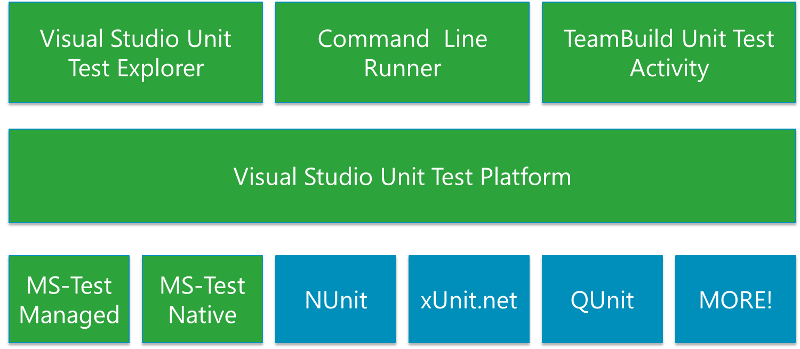 Visual Studio Unit
Test Explorer
Command Line
Runner
TeamBuild Unit Test
Activity
Visual Studio Unit Test Platform
MS-Test
Managed
MS-Test
Native
NUnit
xUnit.net
QUnit
MORE!